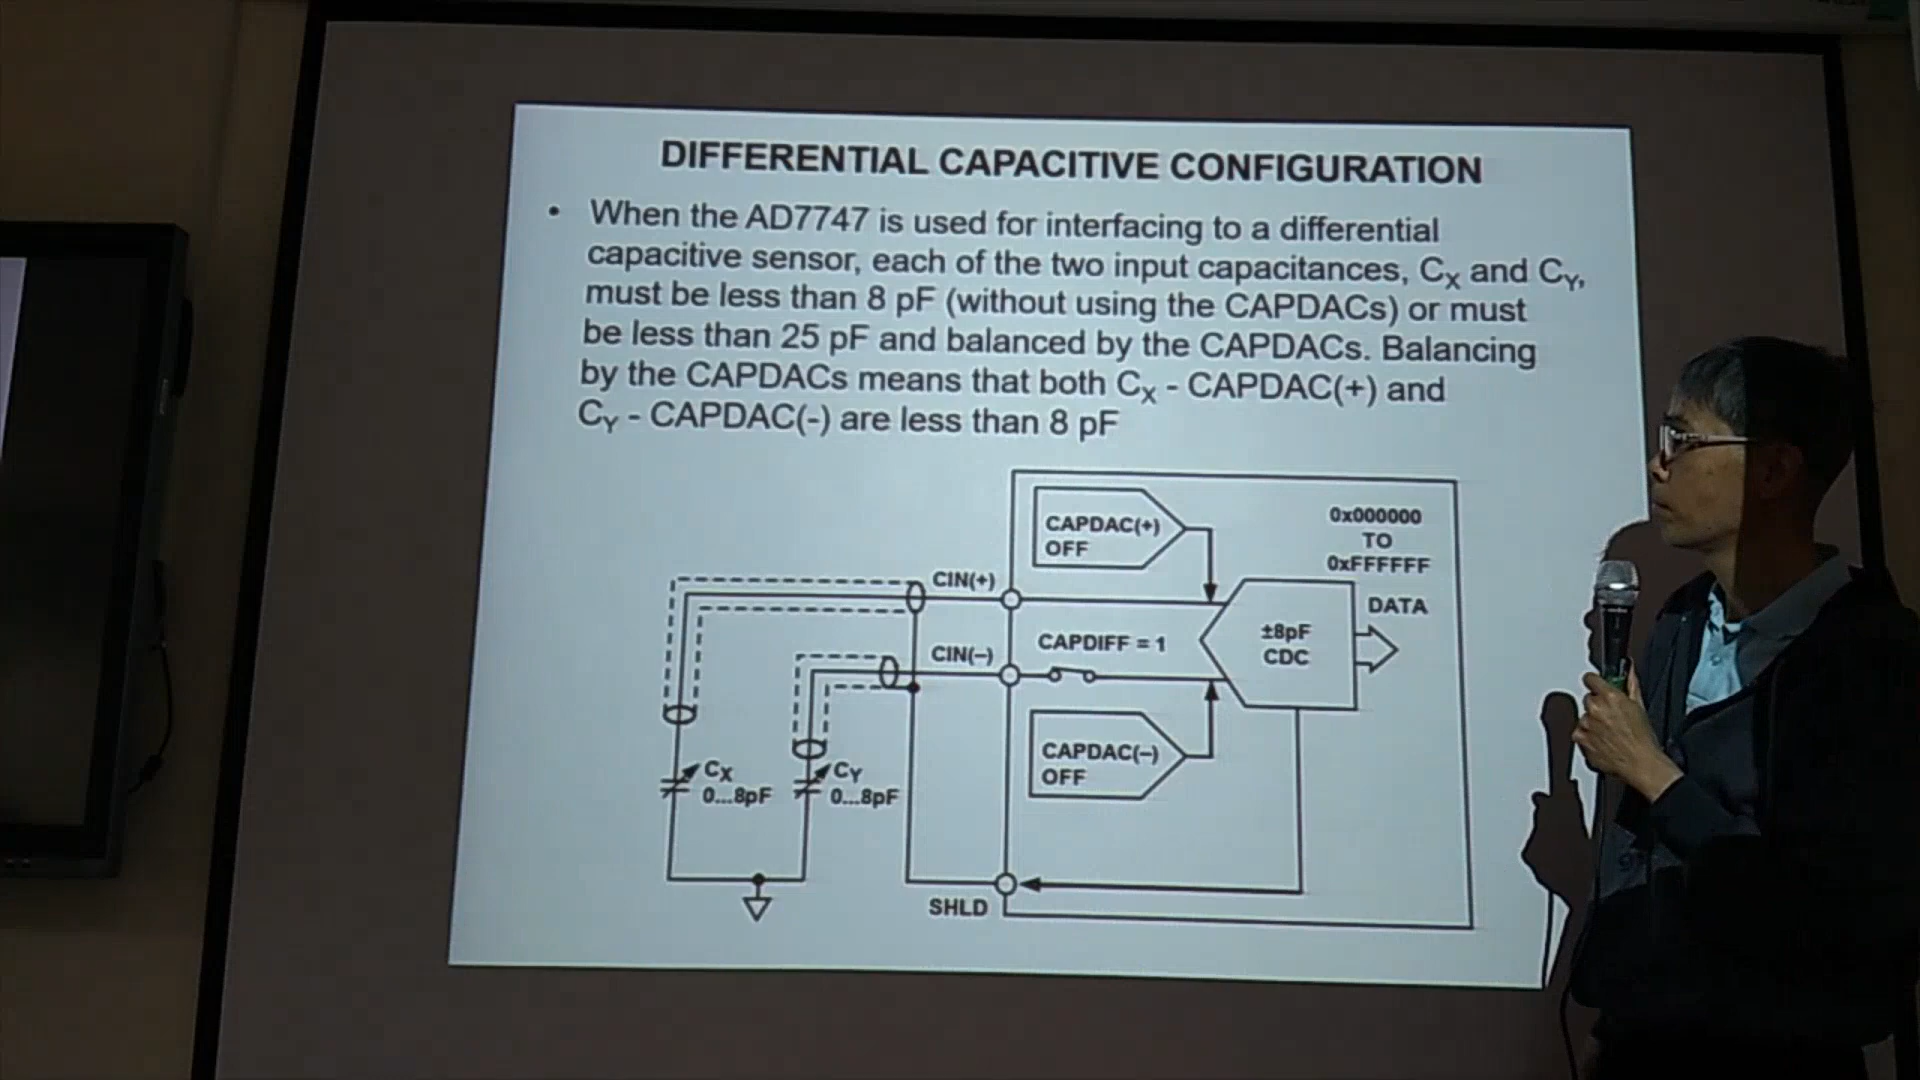 DIFFERENTIAL CAPACITIVE CONFIGURATION
• When the AD7747 is used for interfacing to a differential
capacitive sensor, each of the two input capacitances, CX and CY,
must be less than 8 pF (without using the CAPDACs) or must
be less than 25 pF and balanced by the CAPDACs. Balancing
by the CAPDACs means that both CX - CAPDAC(+) and
CY - CAPDAC(-) are less than 8 pF
CAPDAC(+)
OFF
0x000000
TO
0xFFFFFF
CIN(+)
DATA
CIN(–)
CAPDIFF = 1
±8pF
CDC
CAPDAC(–)
OFF
CX
0...8pF
CY
0...8pF
SHLD